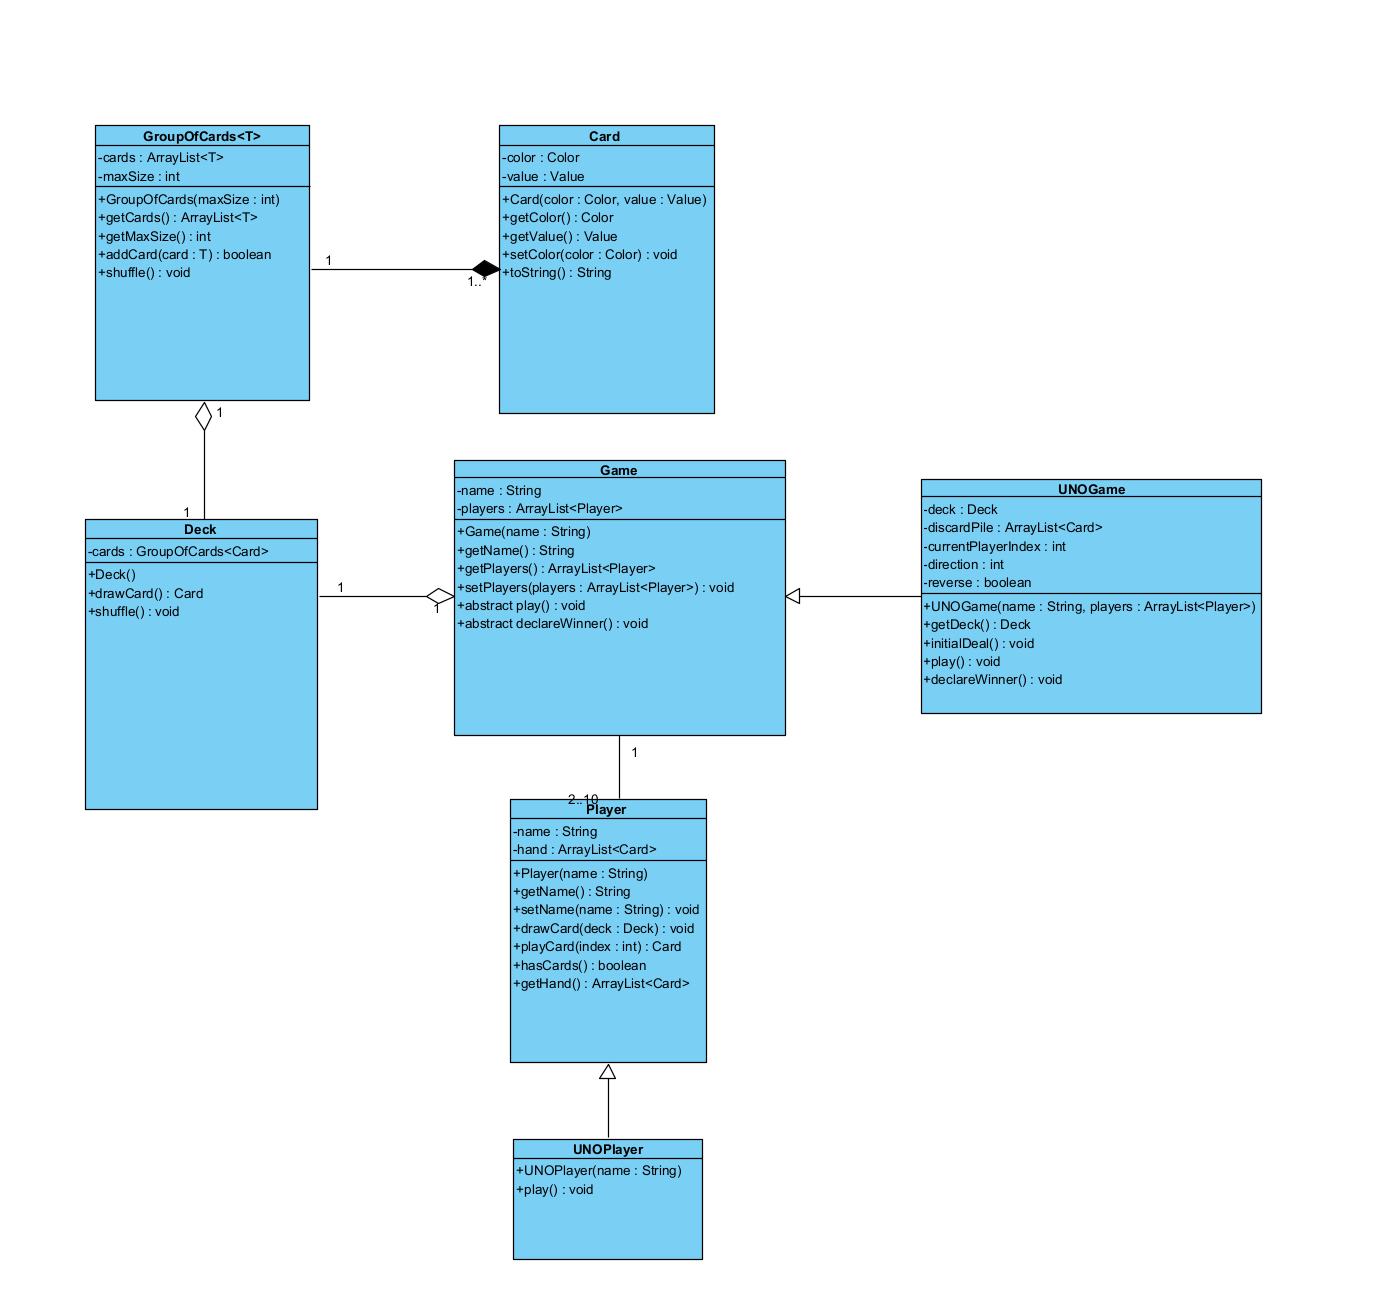 GroupOfCards<T>
-cards : ArrayList<T>
-maxSize : int
+GroupOfCards(maxSize : int)
+getCards() : ArrayList<T>
+getMaxSize() : int
+addCard(card : T) : boolean
+shuffle() : void
1
1..*
Card
-color : Color
-value : Value
+Card(color : Color, value : Value)
+getColor() : Color
+getValue() : Value
+setColor(color : Color) : void
+toString() : String
1
1
Deck
-cards : GroupOfCards<Card>
+Deck()
+drawCard() : Card
+shuffle() : void
1
1
Game
-name : String
-players : ArrayList<Player>
+Game(name : String)
+getName() : String
+getPlayers() : ArrayList<Player>
+setPlayers(players : ArrayList<Player>) : void
+abstract play() : void
+abstract declareWinner() : void
UNOGame
-deck : Deck
-discardPile : ArrayList<Card>
-currentPlayerIndex : int
-direction : int
-reverse : boolean
+UNOGame(name : String, players : ArrayList<Player>)
+getDeck() : Deck
+initialDeal() : void
+play() : void
+declareWinner() : void
1
2..10
Player
-name : String
-hand : ArrayList<Card>
+Player(name : String)
+getName() : String
+setName(name : String) : void
+drawCard(deck : Deck) : void
+playCard(index : int) : Card
+hasCards() : boolean
+getHand() : ArrayList<Card>
UNOPlayer
+UNOPlayer(name : String)
+play() : void